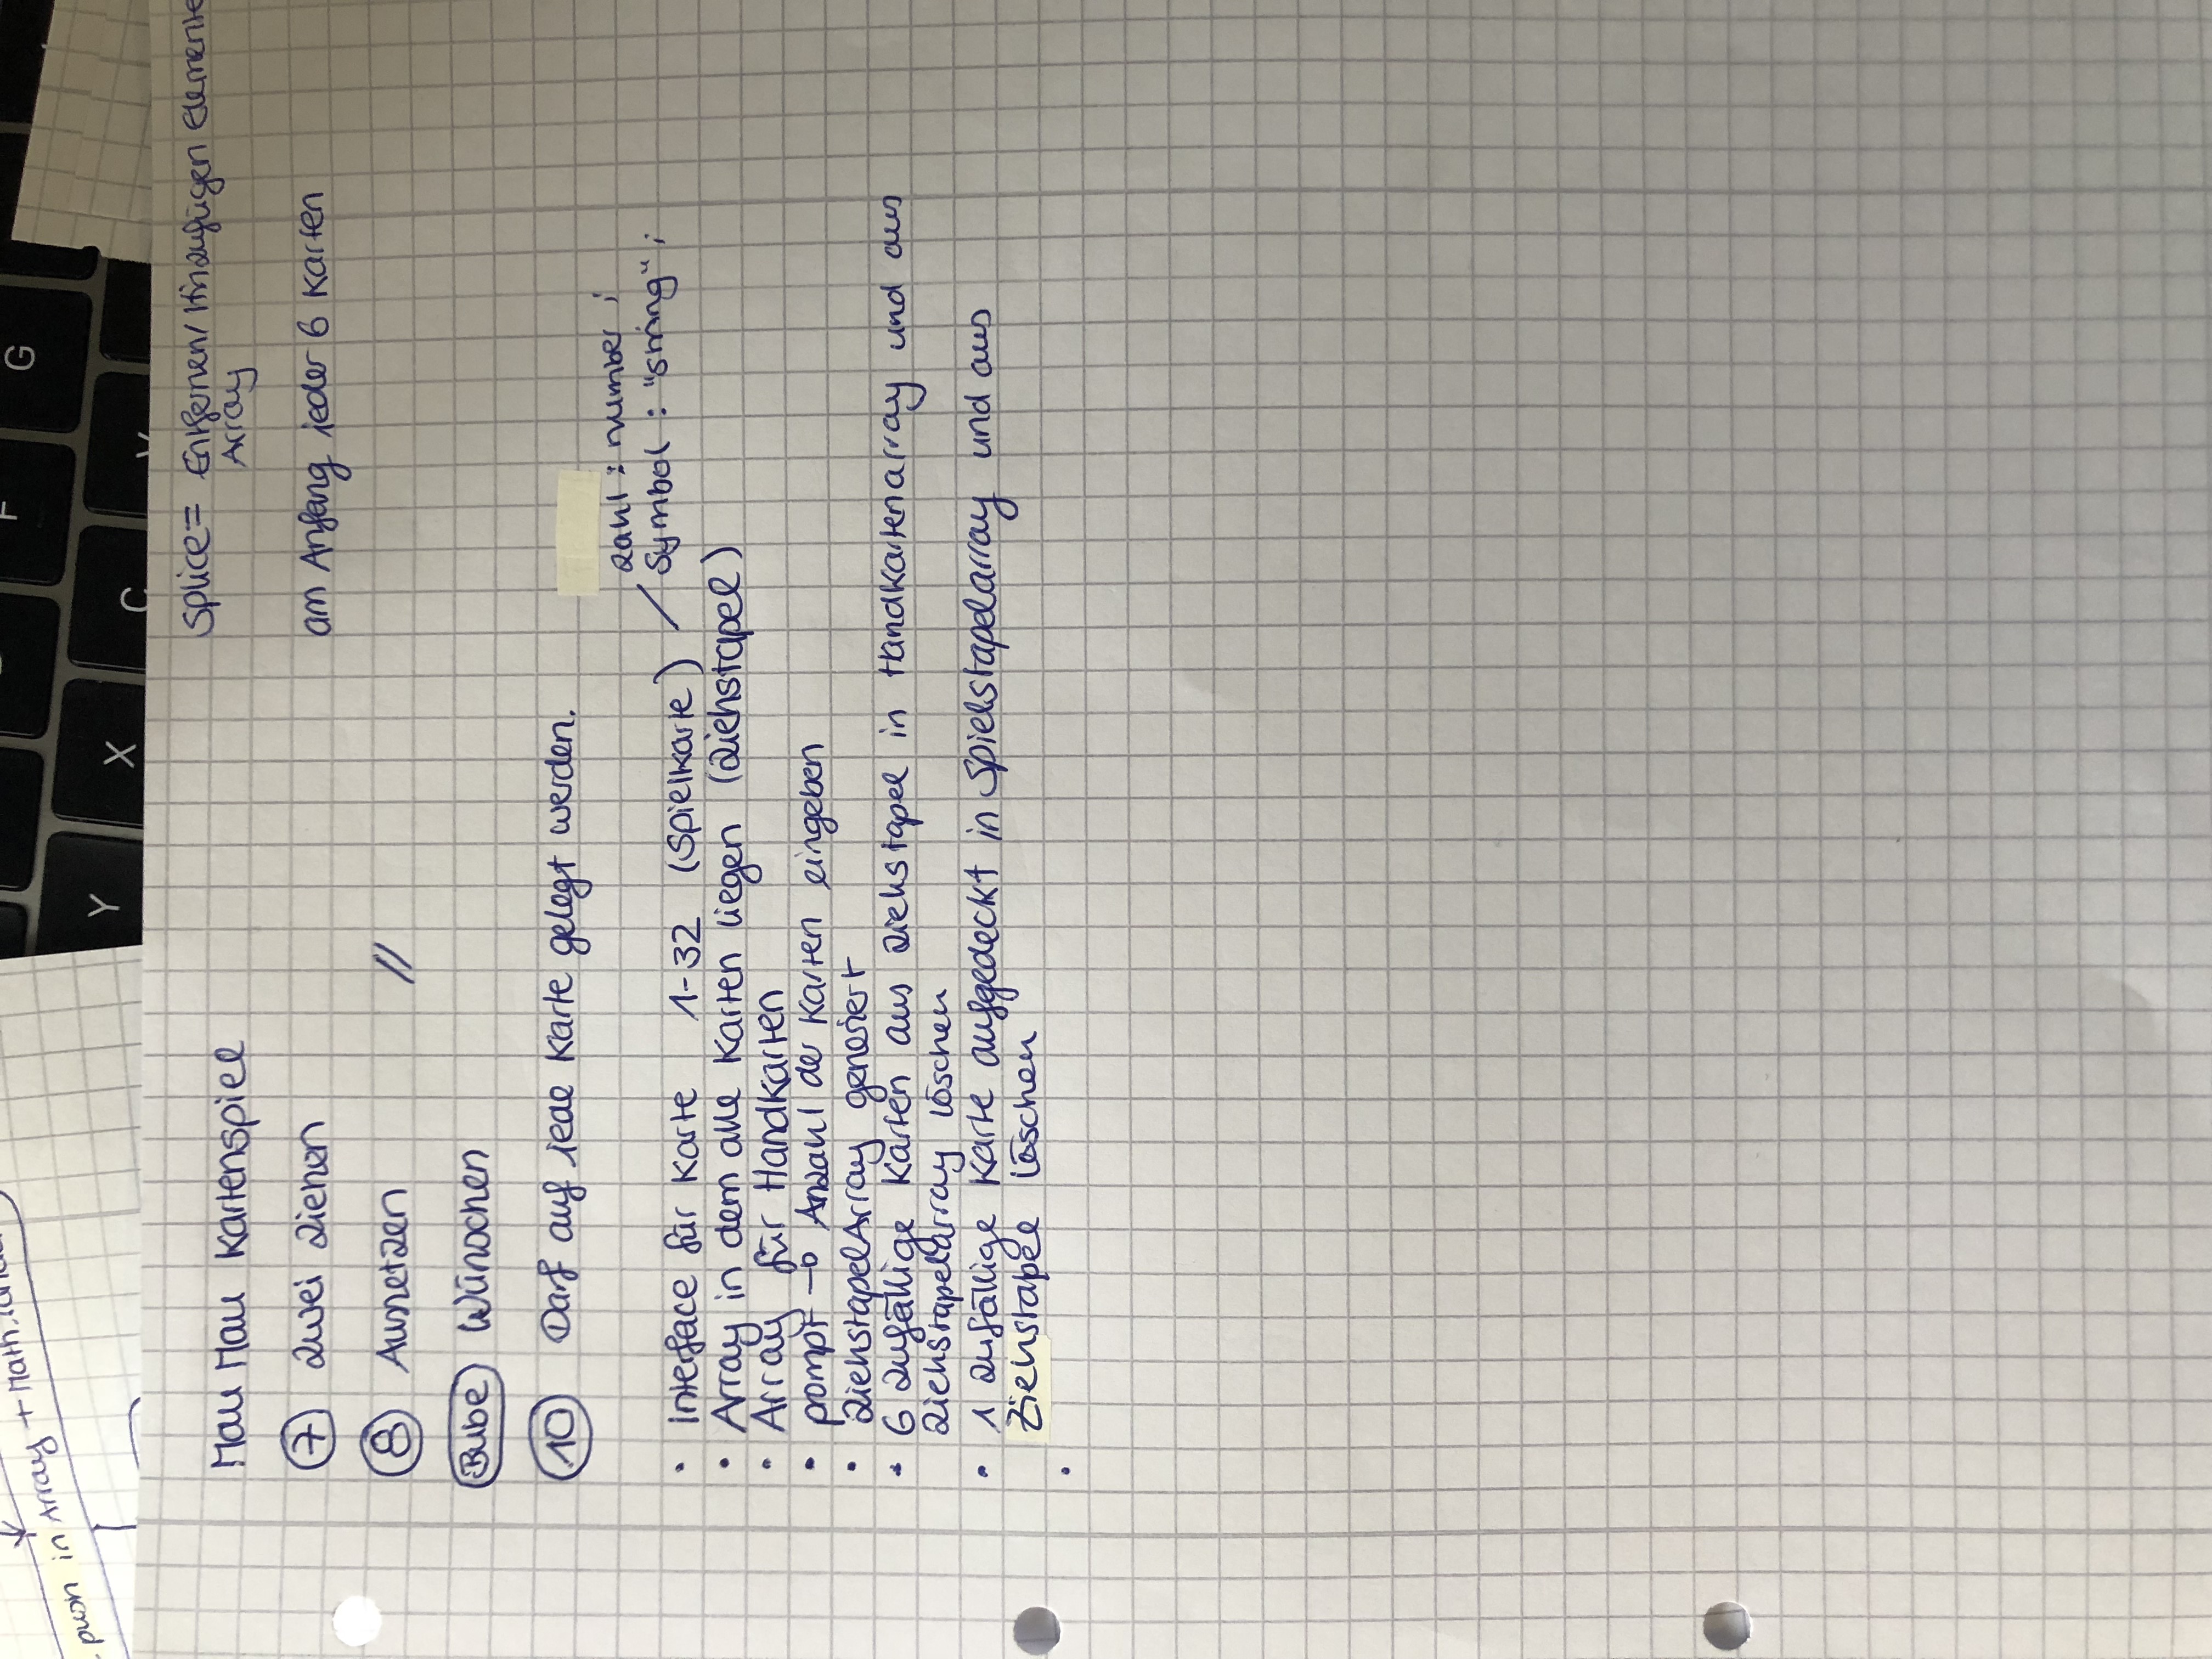 push in Array + Math.
F
G
Y
X
C
V
Mau Mau Kartenspiel
splice = Entfernen/Hinzufügen Elemente
Array
7 zwei ziehen
am Anfang jeder 6 Karten
8 Aussetzen //
Bube Wünschen
10 Darf auf jede Karte gelegt werden.
zahl : number ;
Symbol : "string" ;
• Interface für Karte 1-32 (Spielkarte)
• Array in dem alle Karten liegen (Ziehstapel)
• Array für Handkarten
• prompt → Anzahl der Karten eingeben
• ZiehstapelArray generiert
• 6 zufällige Karten aus Ziehstapel in Handkartenarray und aus
Ziehstapelarray löschen
• 1 zufällige Karte aufgedeckt in Spielstapelarray und aus
Ziehstapel löschen
•